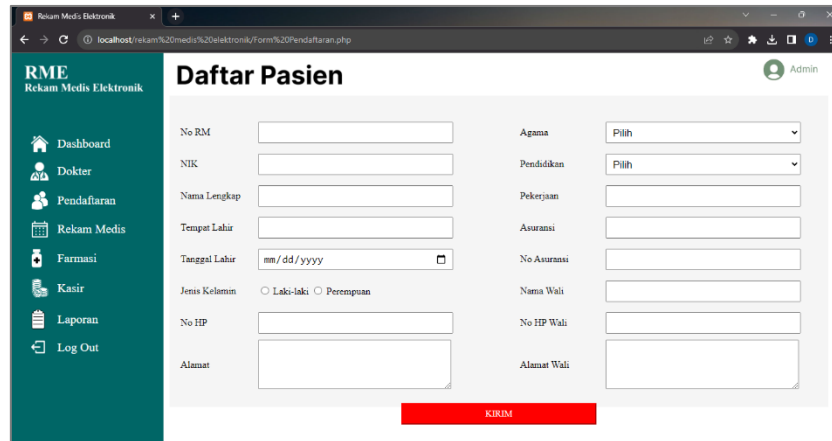 Rekam Medis Elektronik
localhost/rekam%20medis%20elektronik/Form%20Pendaftaran.php
D
RME
Rekam Medis Elektronik
Daftar Pasien
Admin
Dashboard
Dokter
Pendaftaran
Rekam Medis
Farmasi
Kasir
Laporan
Log Out
No RM
NIK
Nama Lengkap
Tempat Lahir
Tanggal Lahir mm/dd/yyyy
Jenis Kelamin Laki-laki Perempuan
No HP
Alamat
Agama Pilih
Pendidikan Pilih
Pekerjaan
Asuransi
No Asuransi
Nama Wali
No HP Wali
Alamat Wali
KIRIM